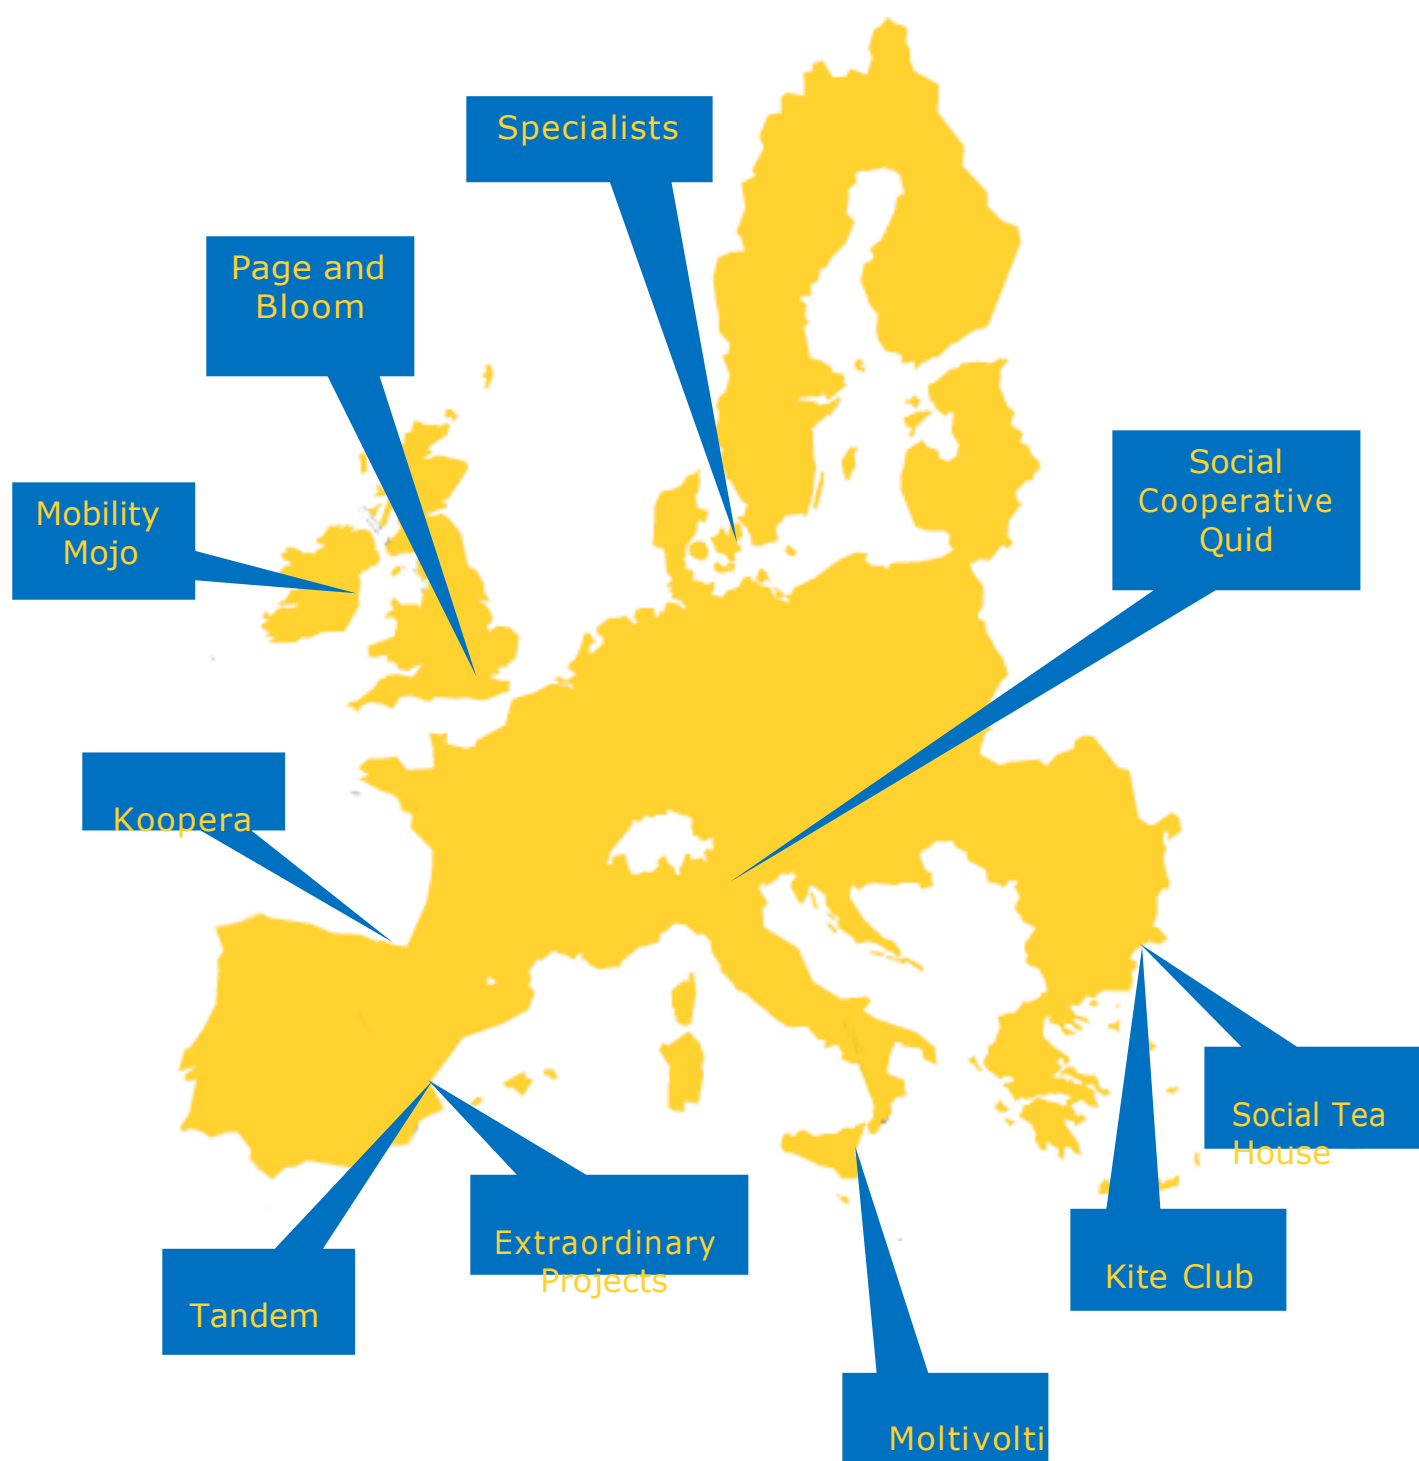 Specialists
Page and
Bloom
Social
Cooperative
Quid
Mobility
Mojo
Koopera
Social Tea
House
Extraordinary
Projects
Kite Club
Tandem
Moltivolti